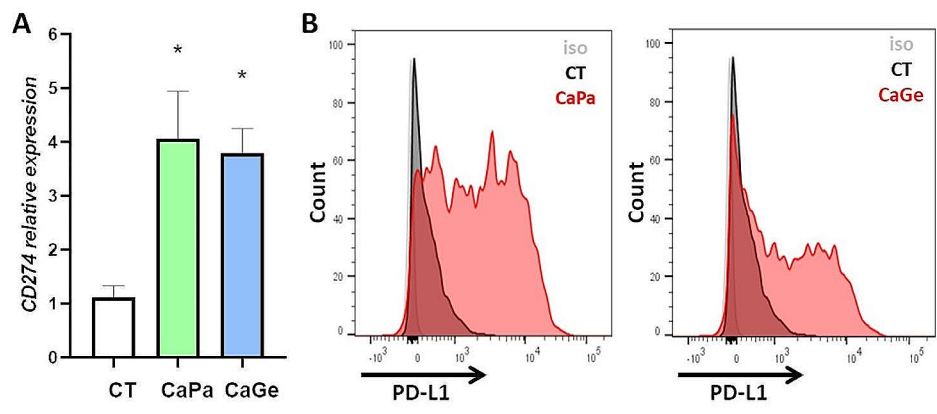 A
CD274 relative expression
6
5
4
3
2
1
0
*
*
CT
CaPa
CaGe
B
Count
100
80
60
40
20
0
iso
CT
CaPa
-10³
0
10³
10⁴
10⁵
PD-L1
Count
100
80
60
40
20
0
iso
CT
CaGe
-10³
0
10³
10⁴
10⁵
PD-L1